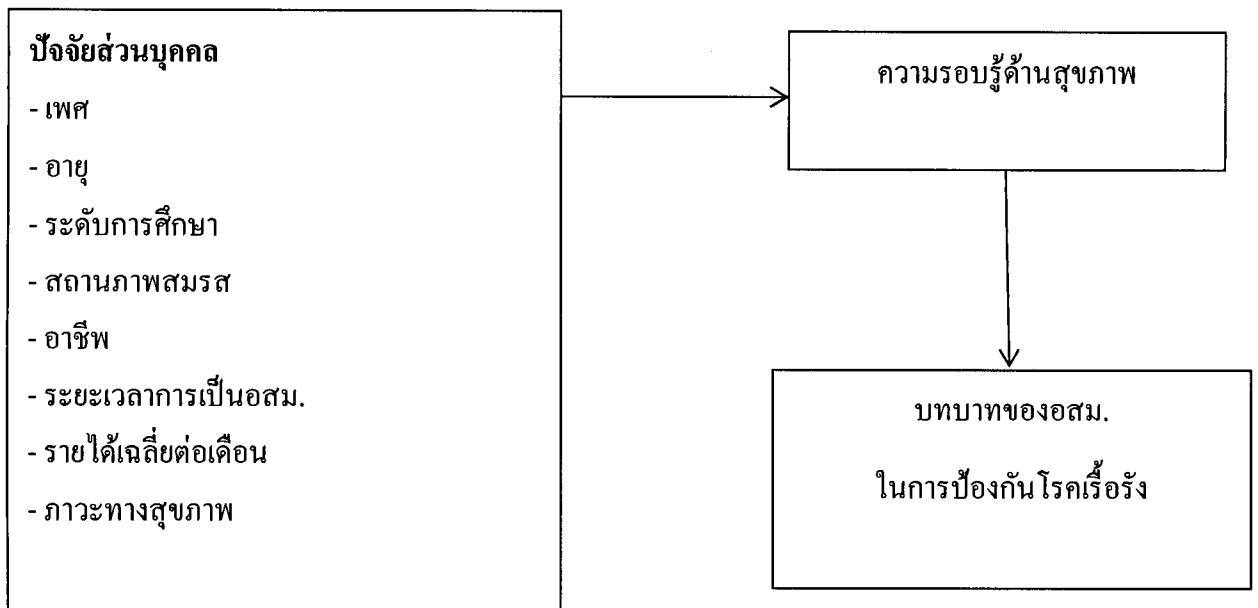 ปัจจัยส่วนบุคคล
- เพศ
- อายุ
- ระดับการศึกษา
- สถานภาพสมรส
- อาชีพ
- ระยะเวลาการเป็นอสม.
- รายได้เฉลี่ยต่อเดือน
- ภาวะทางสุขภาพ
ความรอบรู้ด้านสุขภาพ
บทบาทของอสม.
ในการป้องกันโรคเรื้อรัง